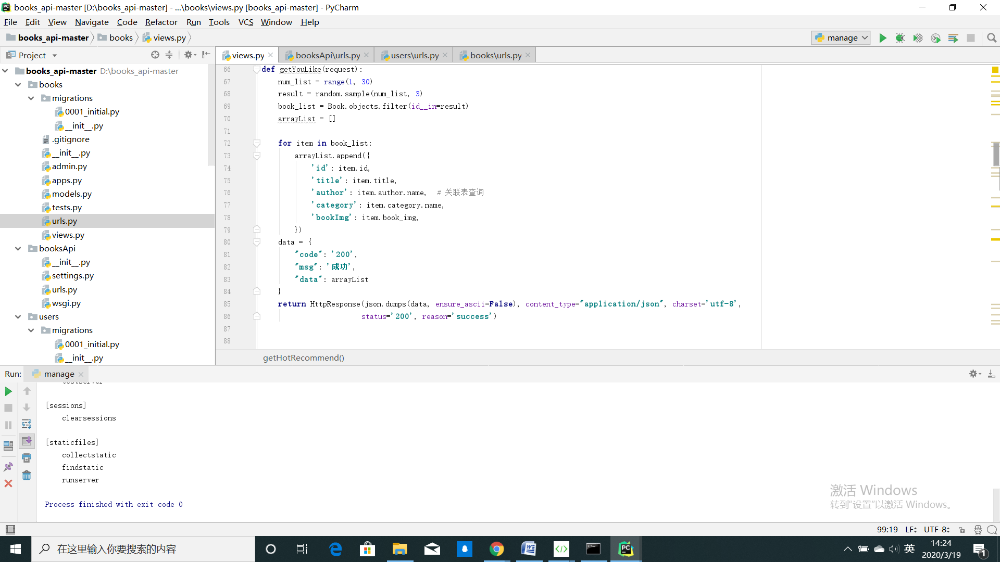 books_api-master [D:\books_api-master] - ...\books\views.py [books_api-master] - PyCharm
File Edit View Navigate Code Refactor Run Tools VCS Window Help
books_api-master books views.py manage
Project views.py booksApi\urls.py users\urls.py books\urls.py
books_api-master D:\books_api-master
books
migrations
0001_initial.py
__init__.py
.gitignore
__init__.py
admin.py
apps.py
models.py
tests.py
urls.py
views.py
booksApi
__init__.py
settings.py
urls.py
wsgi.py
users
migrations
0001_initial.py
__init__.py
66 def getYouLike(request):
67 num_list = range(1, 30)
68 result = random.sample(num_list, 3)
69 book_list = Book.objects.filter(id__in=result)
70 arrayList = []
71
72 for item in book_list:
73 arrayList.append({
74 'id': item.id,
75 'title': item.title,
76 'author': item.author.name, # 关联表查询
77 'category': item.category.name,
78 'bookImg': item.book_img,
79 })
80 data = {
81 "code": '200',
82 "msg": '成功',
83 "data": arrayList
84 }
85 return HttpResponse(json.dumps(data, ensure_ascii=False), content_type="application/json", charset='utf-8',
86 status='200', reason='success')
87
88
getHotRecommend()
Run: manage
[sessions]
clearsessions
[staticfiles]
collectstatic
findstatic
runserver
Process finished with exit code 0
激活 Windows
转到“设置”以激活 Windows。
99:19 LF UTF-8
在这里输入你要搜索的内容
英
14:24
2020/3/19
1